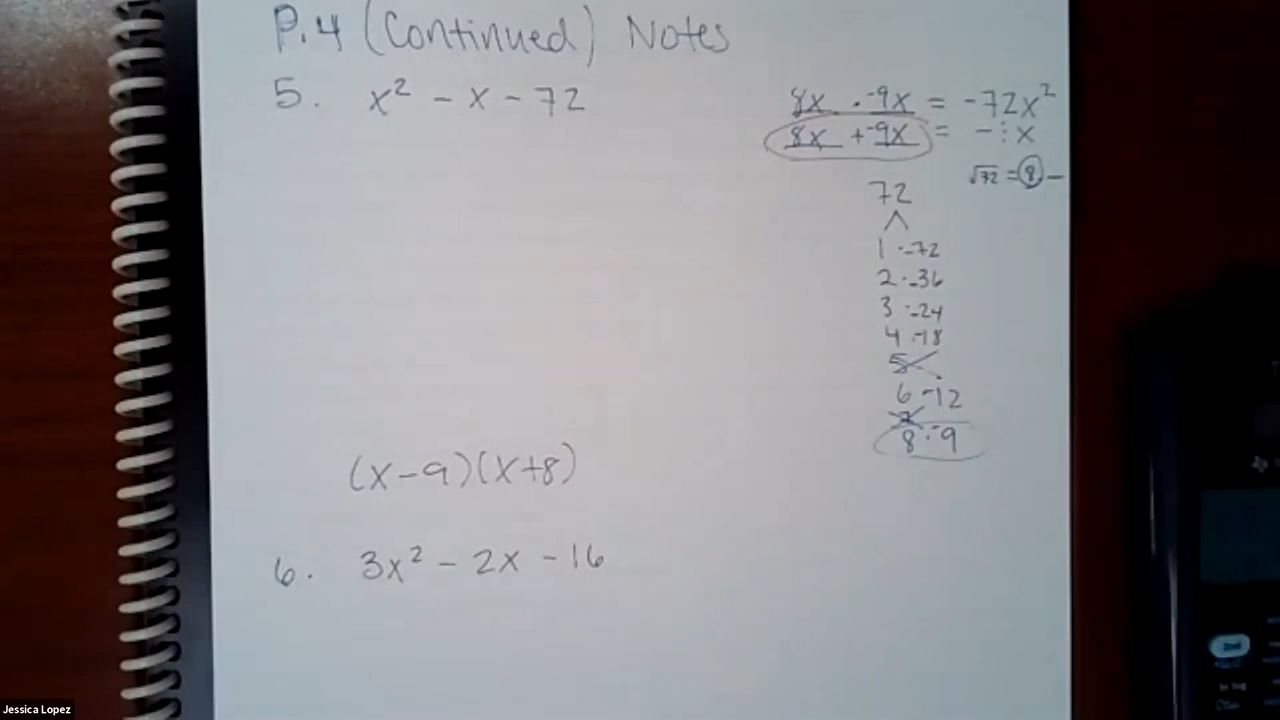 P.4 (Continued) Notes
5. x² - x - 72
8x · -9x = -72x²
8x + -9x = - : x
√72 = 8 -
72
1 · -72
2 · -36
3 · -24
4 · -18
5
6 · -12
7
8 · -9
(x-9)(x+8)
6. 3x² - 2x - 16
2nd
Jessica Lopez